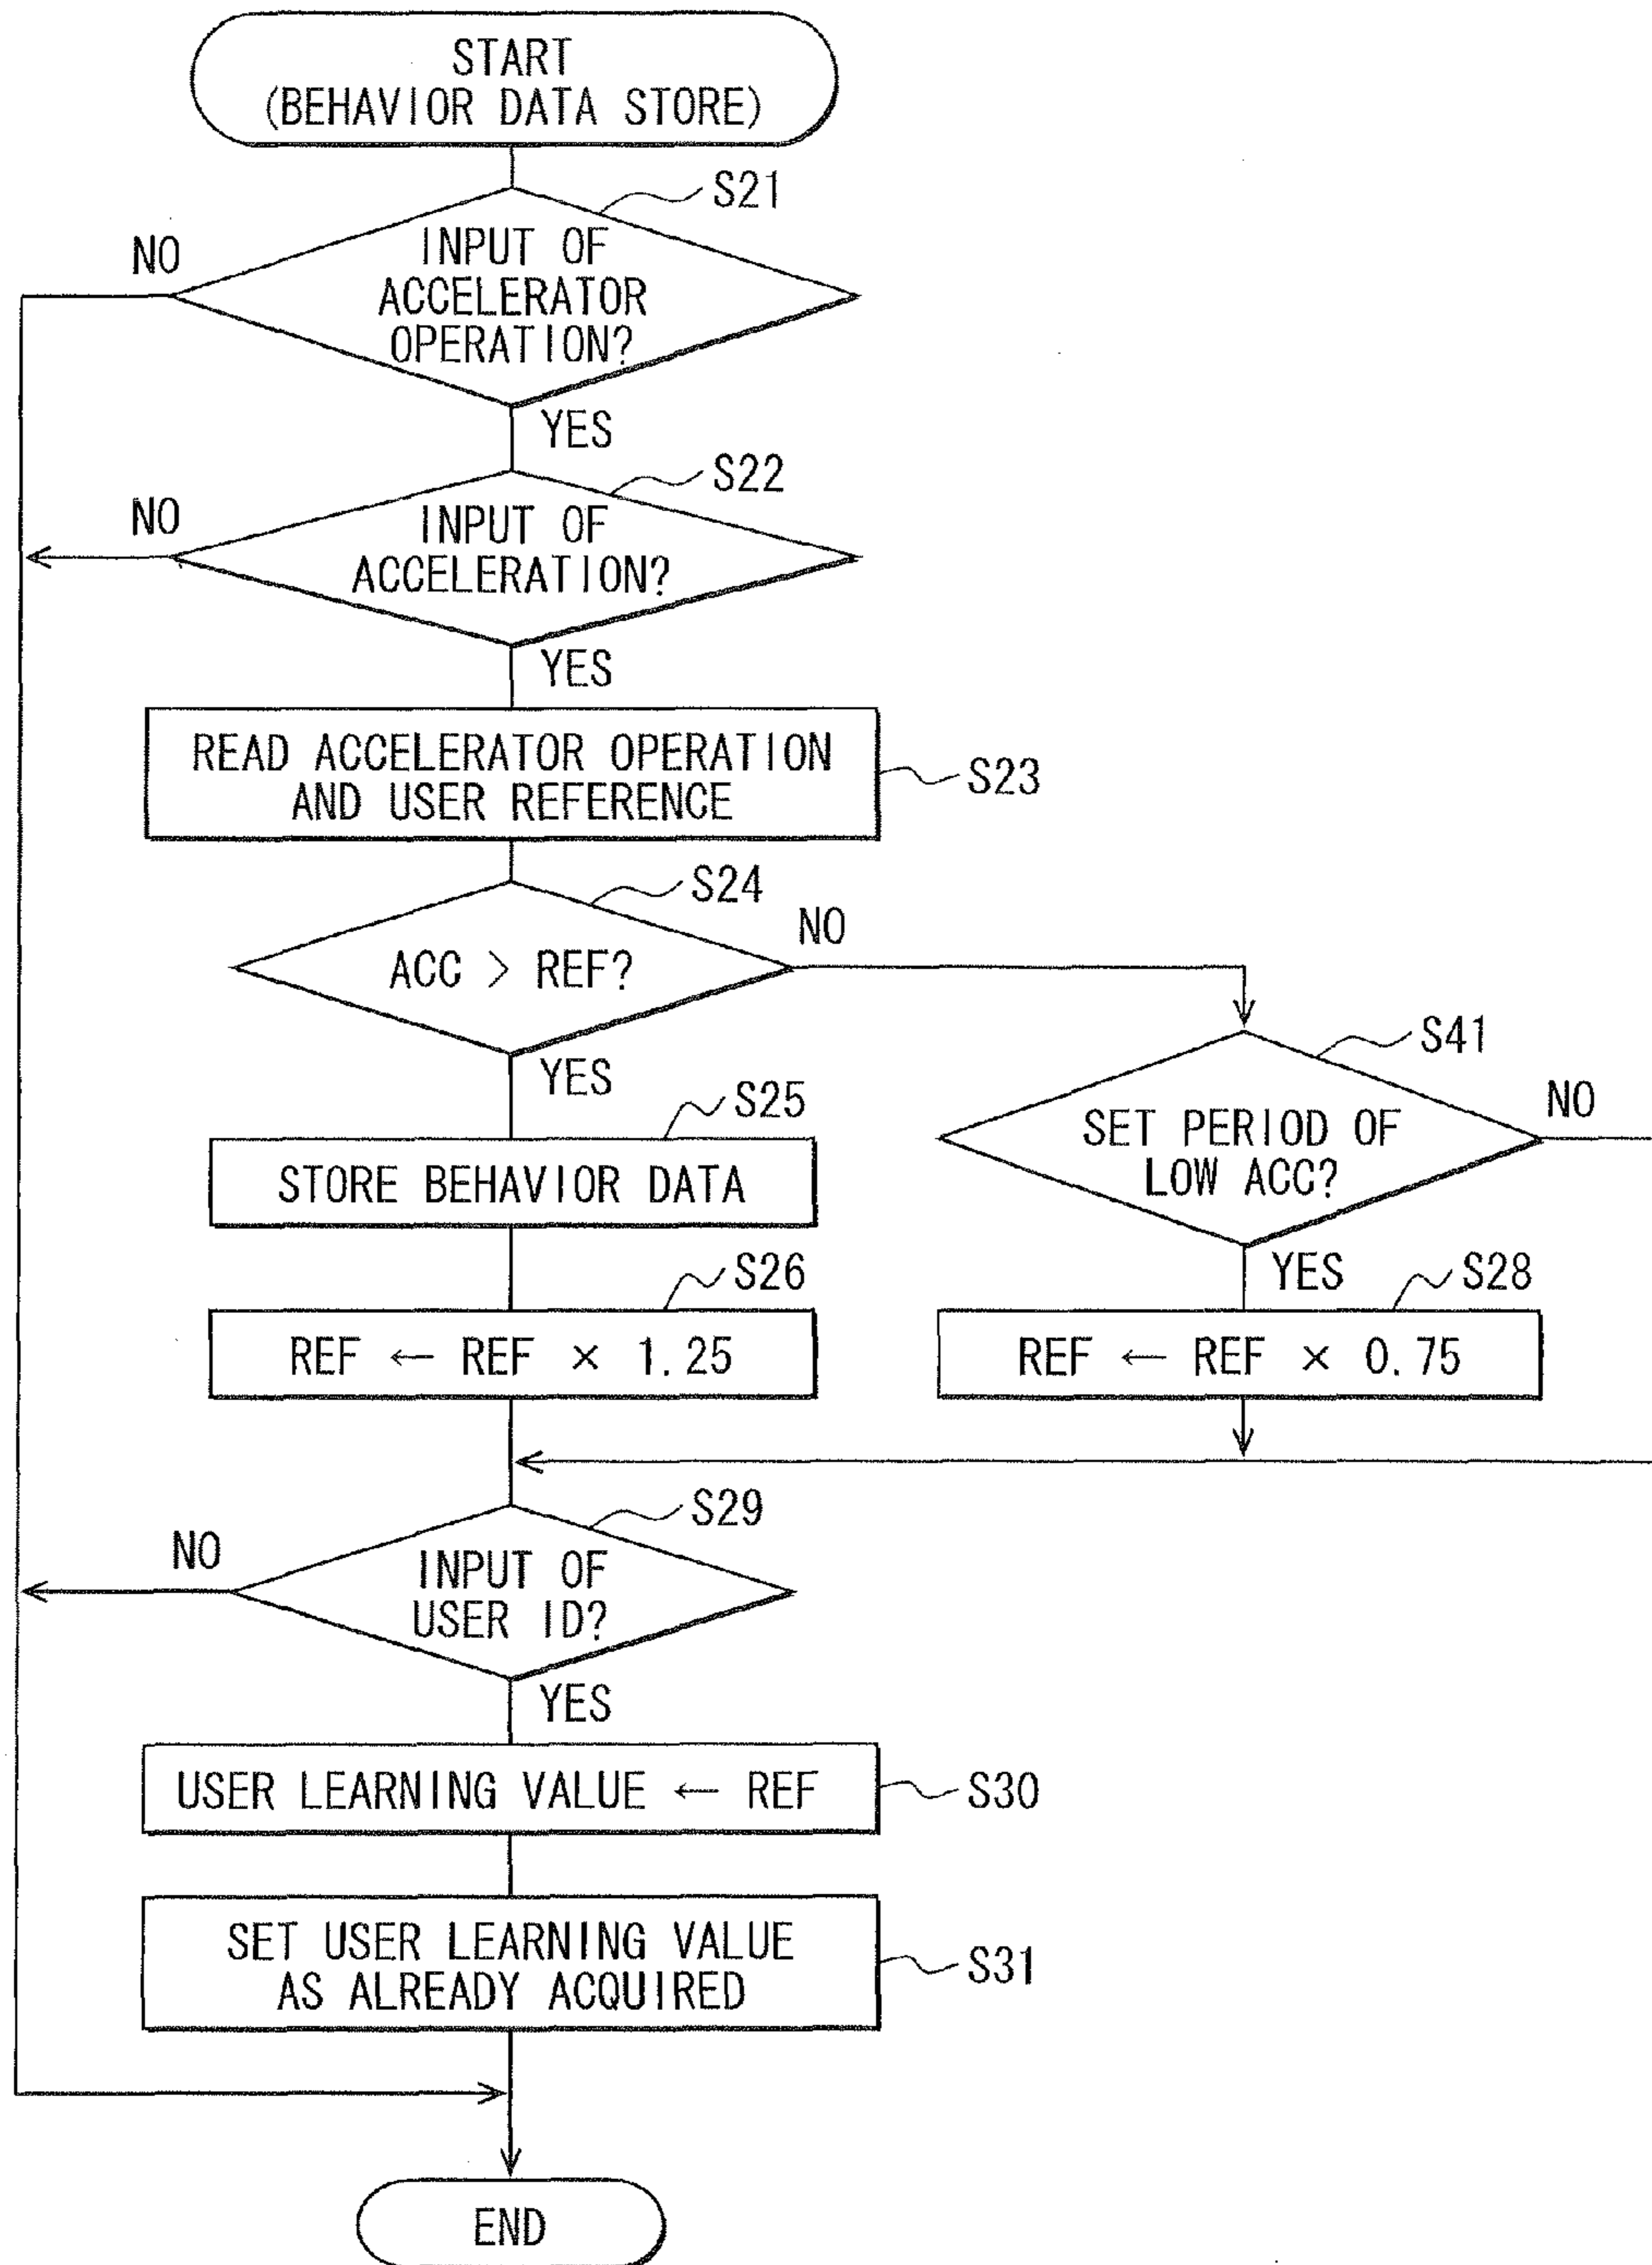 START
(BEHAVIOR DATA STORE)
S21
NO
INPUT OF
ACCELERATOR
OPERATION?
YES
S22
NO
INPUT OF
ACCELERATION?
YES
READ ACCELERATOR OPERATION
AND USER REFERENCE
S23
S24
NO
ACC > REF?
YES
S41
NO
SET PERIOD OF
LOW ACC?
YES
S25
STORE BEHAVIOR DATA
S26
REF ← REF × 1.25
S28
REF ← REF × 0.75
S29
NO
INPUT OF
USER ID?
YES
USER LEARNING VALUE ← REF
S30
SET USER LEARNING VALUE
AS ALREADY ACQUIRED
S31
END